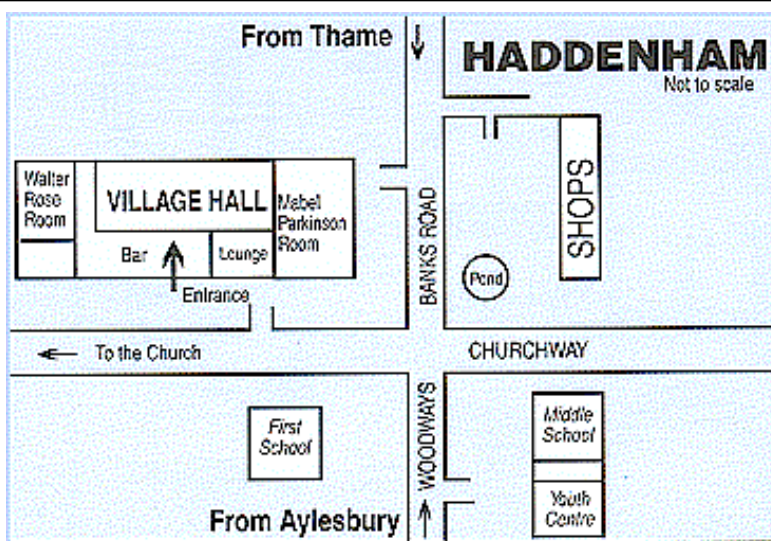 From Thame
HADDENHAM
Not to scale
Walter
Rose
Room
VILLAGE HALL
Mabel
Parkinson
Room
Bar
Lounge
Entrance
BANKS ROAD
SHOPS
Pond
To the Church
CHURCHWAY
WOODWAYS
First
School
Middle
School
Youth
Centre
From Aylesbury